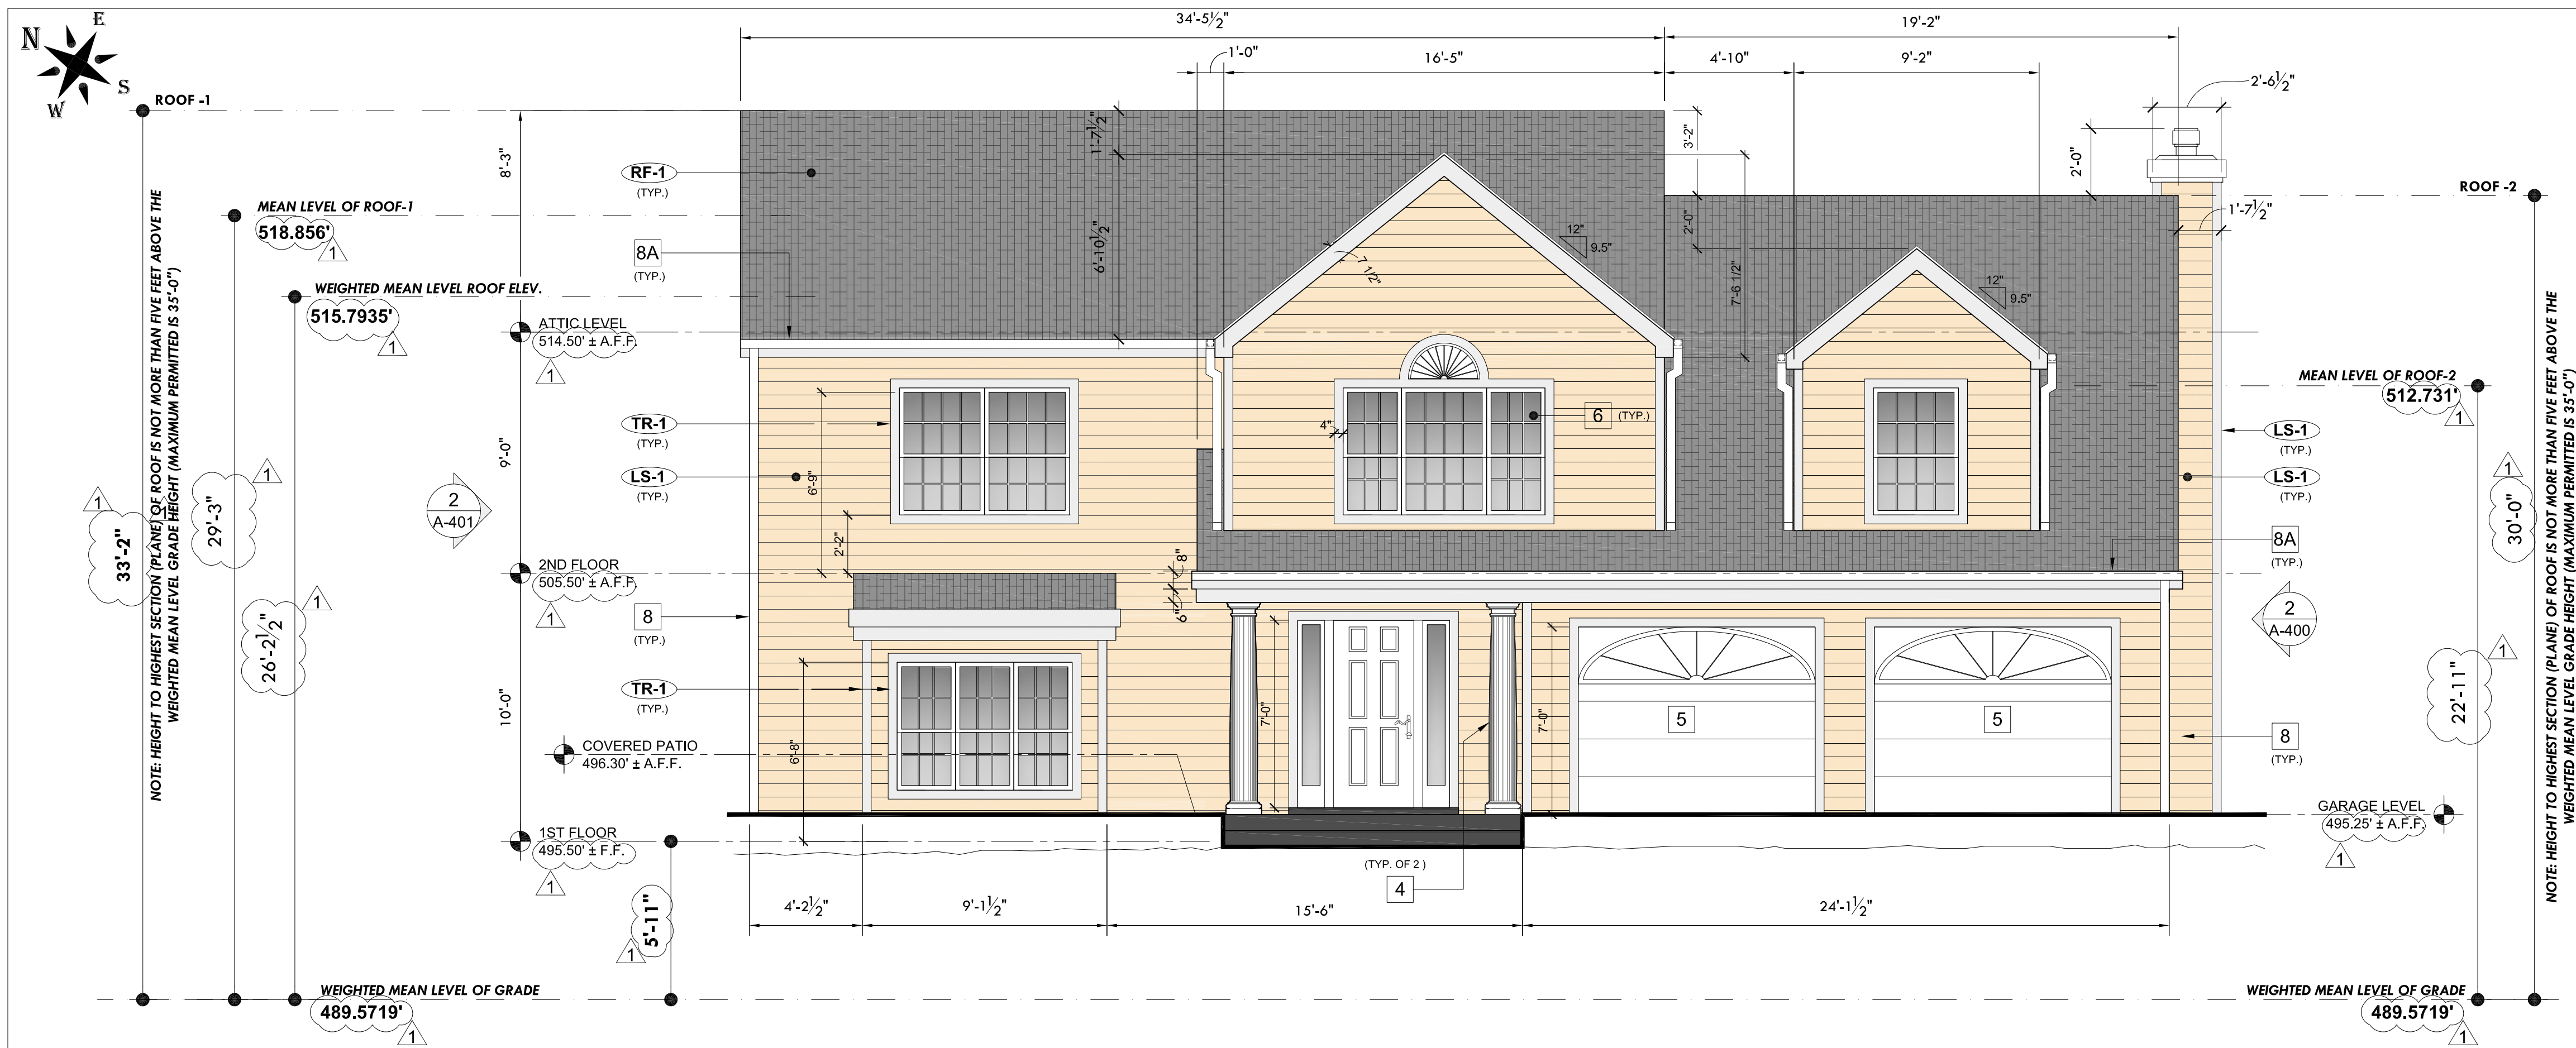 E
N
S
W
34'-5½"
19'-2"
1'-0"
16'-5"
4'-10"
9'-2"
2'-6½"
ROOF -1
8'-3"
1'-7½"
3'-2"
2'-0"
RF-1
(TYP.)
ROOF -2
MEAN LEVEL OF ROOF-1
518.856'
1
6'-10½"
2'-0"
1'-7½"
12"
9.5"
8A
(TYP.)
7 1/2"
7'-6 1/2"
12"
9.5"
WEIGHTED MEAN LEVEL ROOF ELEV.
515.7935'
1
ATTIC LEVEL
514.50' ± A.F.F.
1
MEAN LEVEL OF ROOF-2
512.731'
1
NOTE: HEIGHT TO HIGHEST SECTION (PLANE) OF ROOF IS NOT MORE THAN FIVE FEET ABOVE THE
WEIGHTED MEAN LEVEL GRADE HEIGHT (MAXIMUM PERMITTED IS 35'-0")
NOTE: HEIGHT TO HIGHEST SECTION (PLANE) OF ROOF IS NOT MORE THAN FIVE FEET ABOVE THE
WEIGHTED MEAN LEVEL GRADE HEIGHT (MAXIMUM PERMITTED IS 35'-0")
TR-1
(TYP.)
4"
6
(TYP.)
LS-1
(TYP.)
9'-0"
LS-1
(TYP.)
6'-9"
LS-1
(TYP.)
1
1
33'-2"
1
29'-3"
2
A-401
1
30'-0"
2'-2"
8"
8A
(TYP.)
2ND FLOOR
505.50' ± A.F.F.
1
1
26'-2½"
8
(TYP.)
6"
2
A-400
TR-1
(TYP.)
10'-0"
6'-8"
7'-0"
7'-0"
5
5
1
22'-11"
8
(TYP.)
COVERED PATIO
496.30' ± A.F.F.
GARAGE LEVEL
495.25' ± A.F.F.
1
1ST FLOOR
495.50' ± F.F.
1
(TYP. OF 2 )
4
5'-11"
1
4'-2½"
9'-1½"
15'-6"
24'-1½"
WEIGHTED MEAN LEVEL OF GRADE
489.5719'
1
WEIGHTED MEAN LEVEL OF GRADE
489.5719'
1